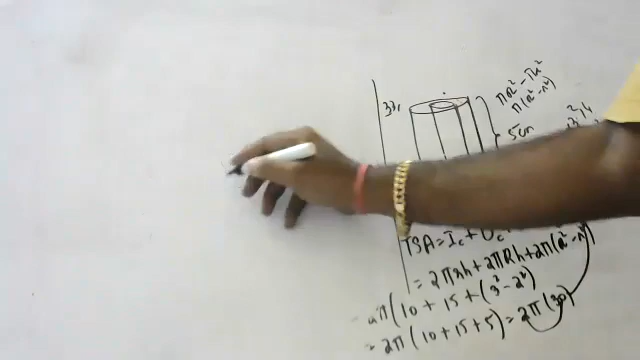 33,
πR² - πr²
π(R² - r²)
5cm
TSA = Ic + Oc +
= 2πrh + 2πRh + 2π(R² - r²)
2π(10 + 15 + (3² - 2²)
= 2π(10 + 15 + 5) = 2π(30)